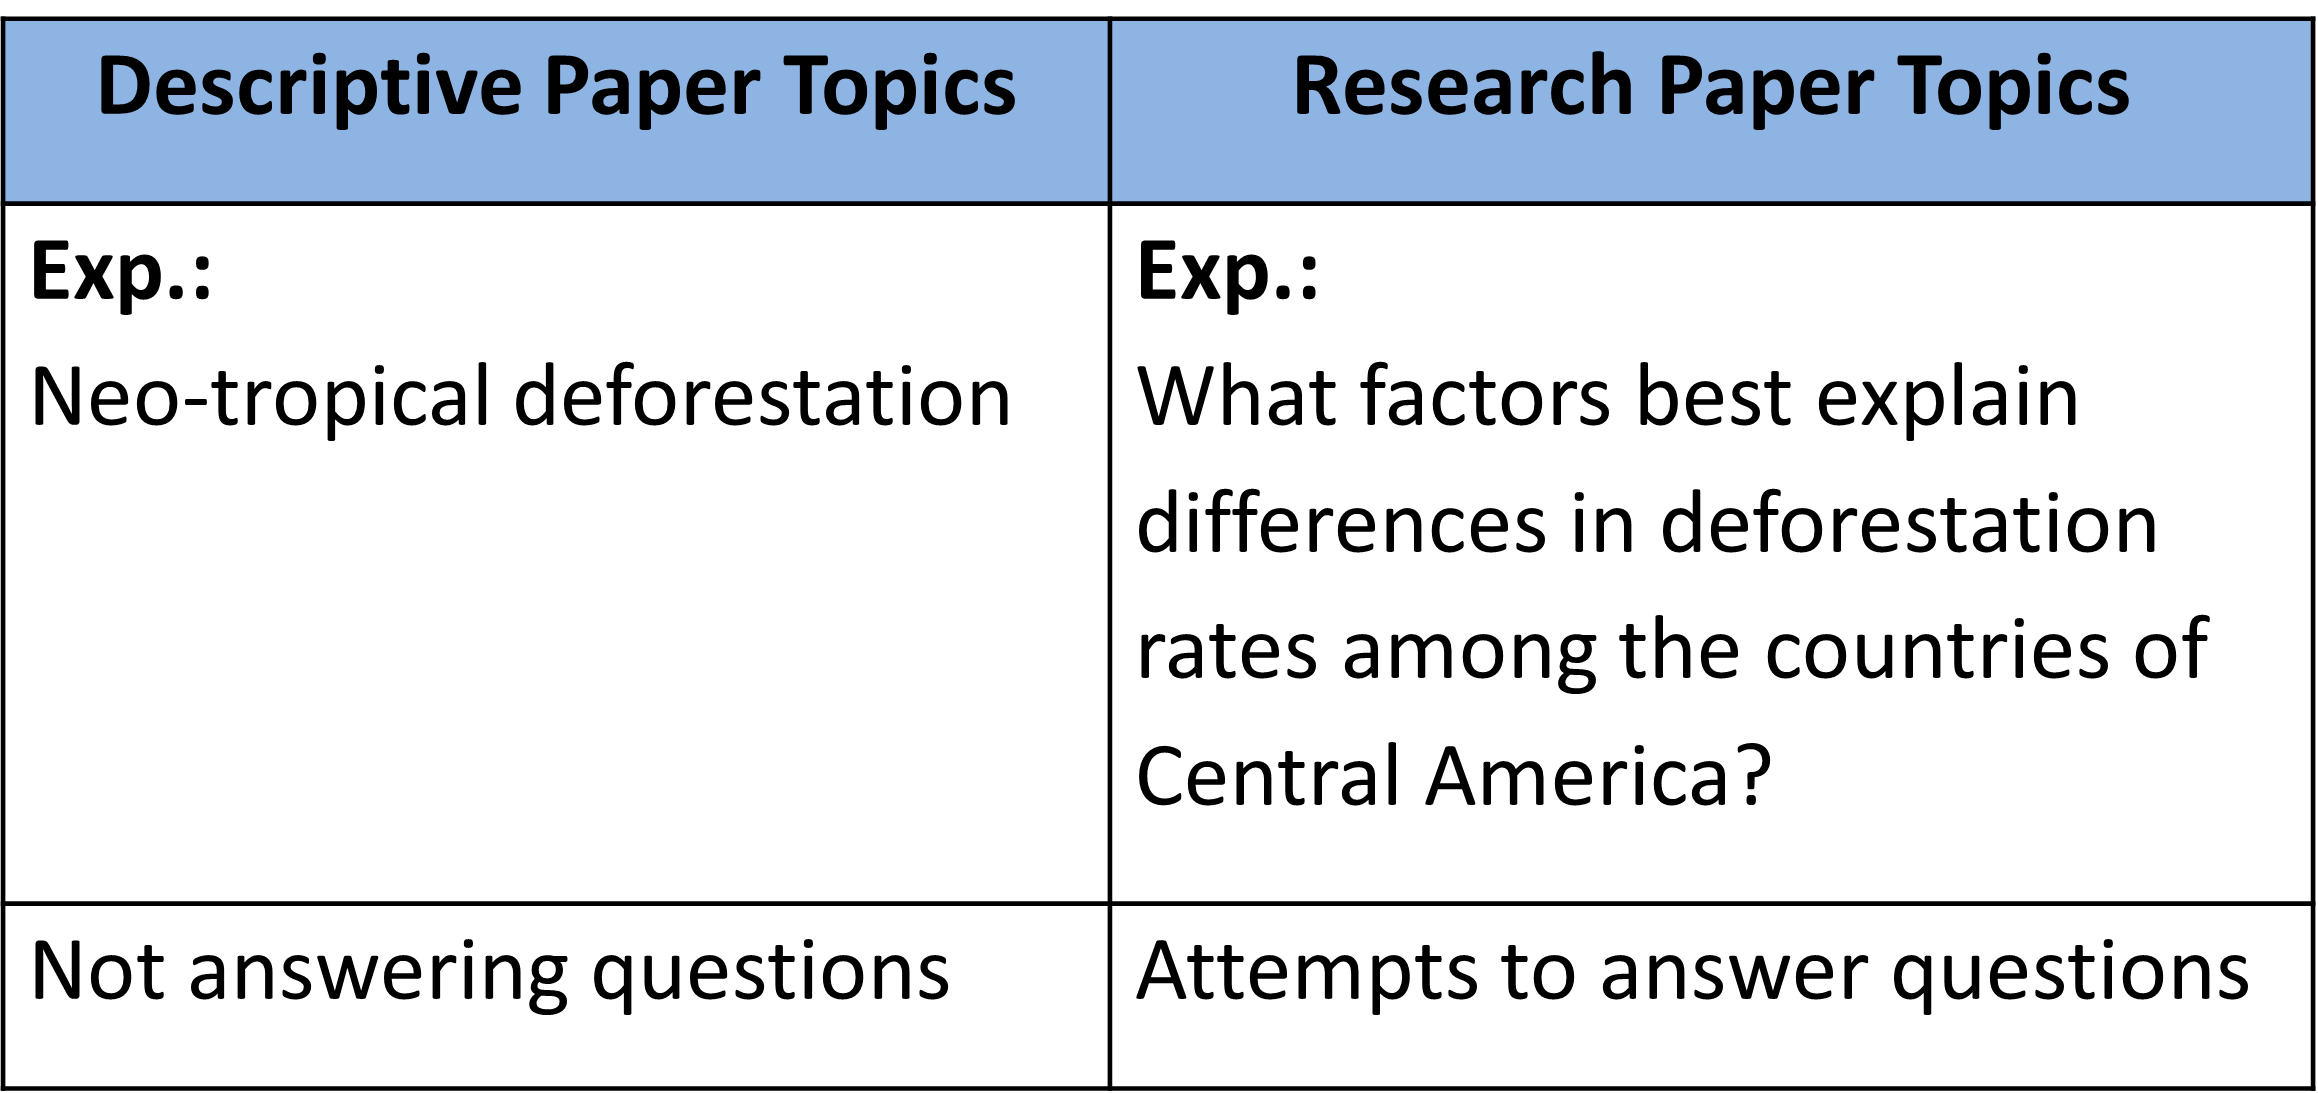 Descriptive Paper Topics
Research Paper Topics
Exp.:
Neo-tropical deforestation
Exp.:
What factors best explain
differences in deforestation
rates among the countries of
Central America?
Not answering questions
Attempts to answer questions